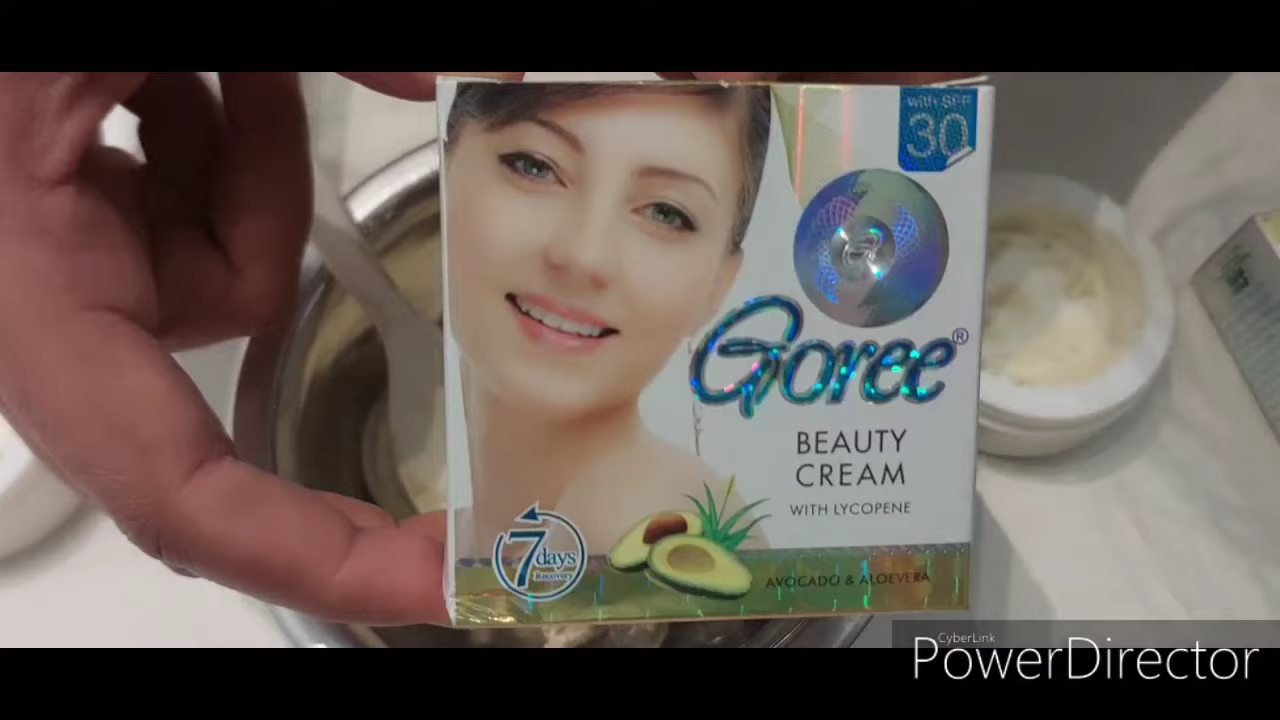 with SPF
30
Goree®
BEAUTY
CREAM
WITH LYCOPENE
7 days
Recovery
AVOCADO & ALOEVERA
CyberLink
PowerDirector